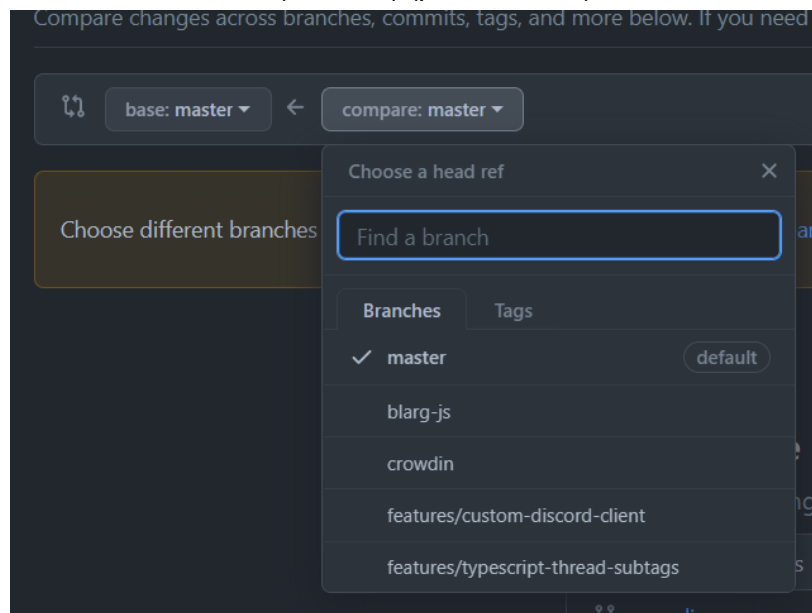 Compare changes across branches, commits, tags, and more below. If you need
base: master
compare: master
Choose a head ref
Choose different branches
Find a branch
Branches
Tags
master
default
blarg-js
crowdin
features/custom-discord-client
features/typescript-thread-subtags